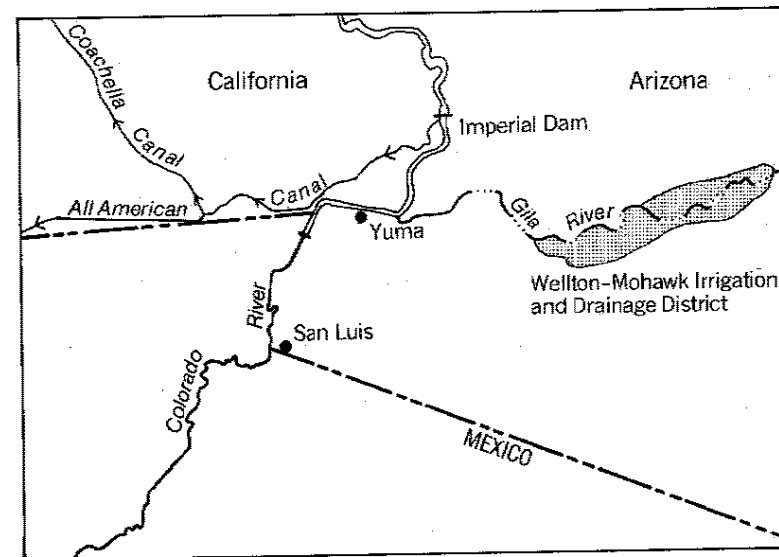 Coachella
Canal
California
Arizona
Imperial Dam
All American
Canal
Yuma
Gila
River
Wellton-Mohawk Irrigation
and Drainage District
River
San Luis
Colorado
MEXICO